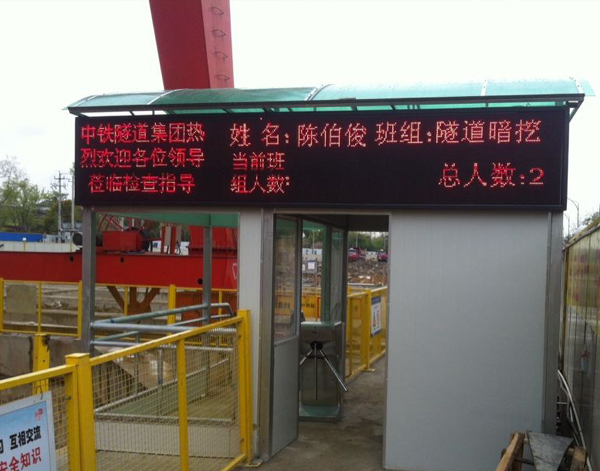 中铁隧道集团热
烈欢迎各位领导
莅临检查指导
姓 名: 陈伯俊 班组: 隧道暗挖
当前班
组人数:
总人数:2
互相交流
安全知识